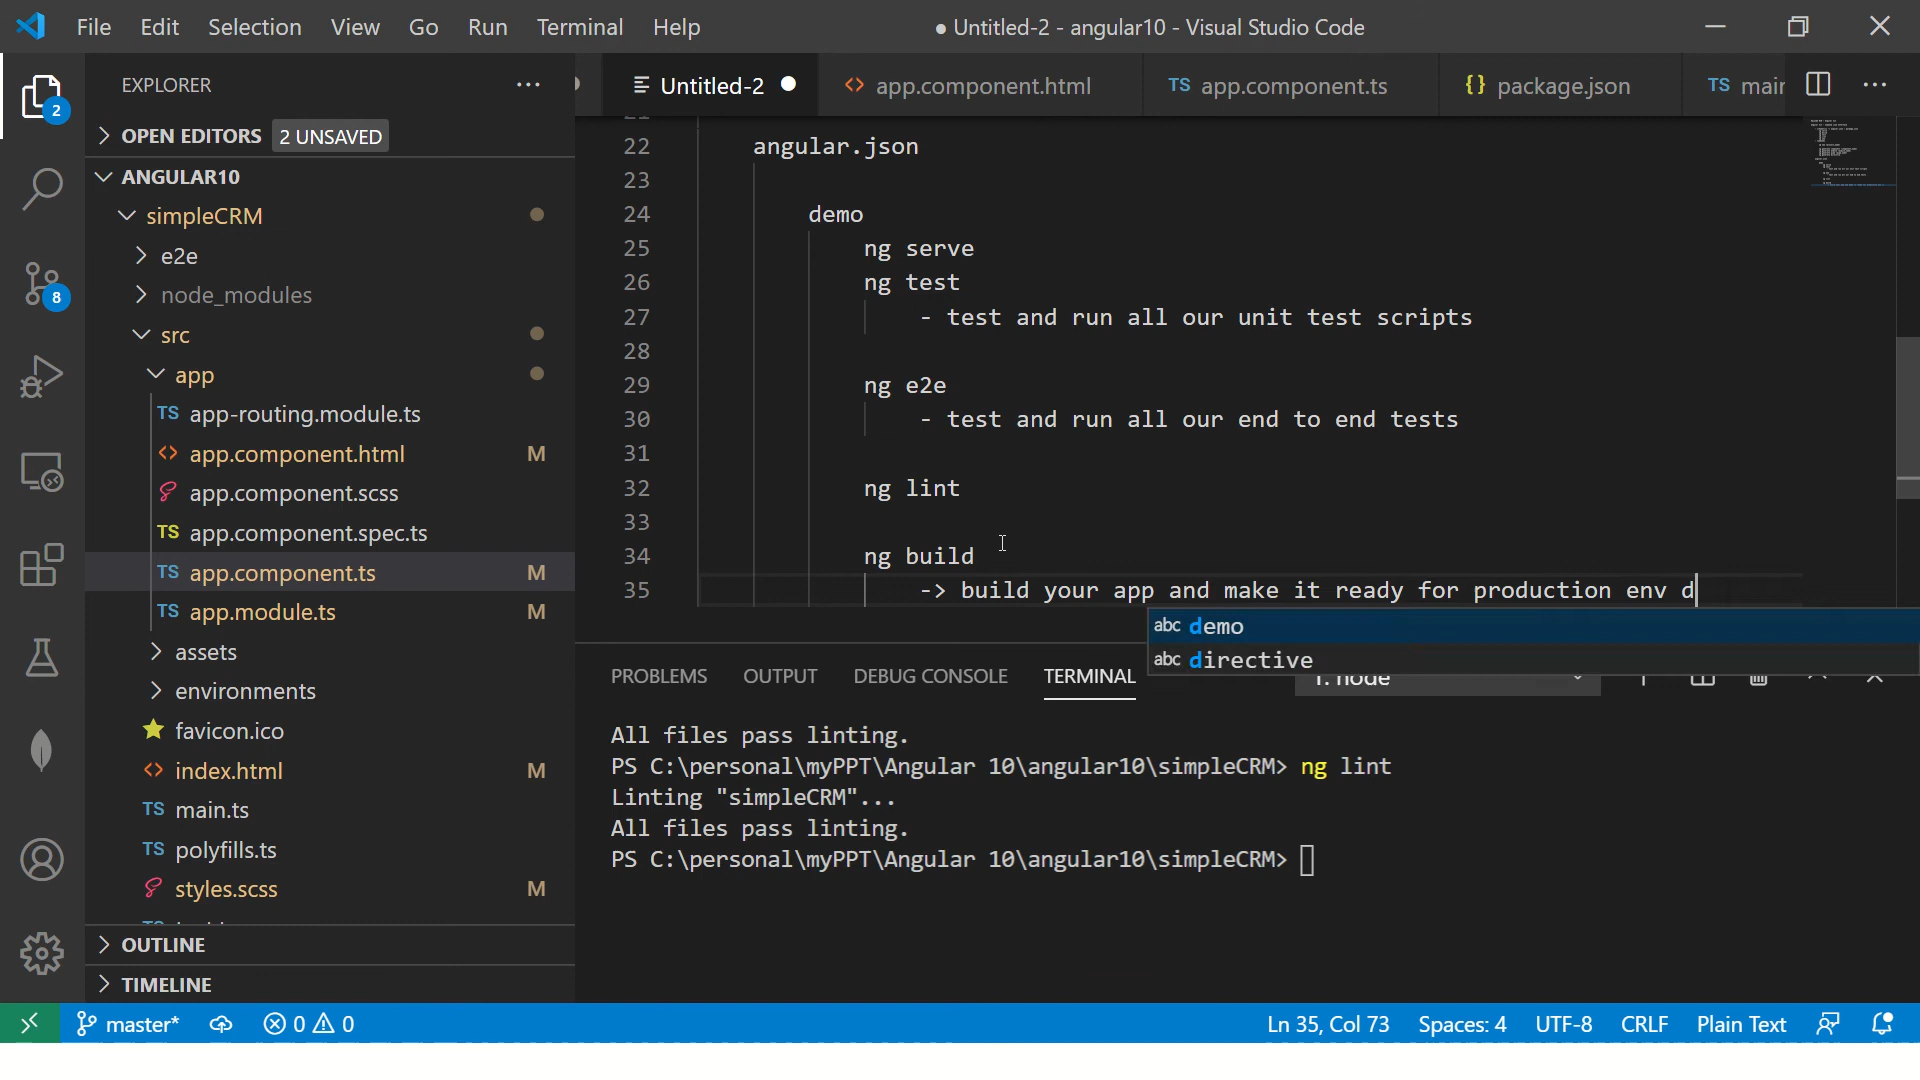 File Edit Selection View Go Run Terminal Help
● Untitled-2 - angular10 - Visual Studio Code
EXPLORER
OPEN EDITORS 2 UNSAVED
ANGULAR10
simpleCRM
e2e
node_modules
src
app
TS app-routing.module.ts
<> app.component.html M
app.component.scss
TS app.component.spec.ts
TS app.component.ts M
TS app.module.ts M
assets
environments
favicon.ico
<> index.html M
TS main.ts
TS polyfills.ts
styles.scss M
OUTLINE
TIMELINE
2
8
Untitled-2 ● <> app.component.html TS app.component.ts {} package.json TS main
22 angular.json
23
24 demo
25 ng serve
26 ng test
27 - test and run all our unit test scripts
28
29 ng e2e
30 - test and run all our end to end tests
31
32 ng lint
33
34 ng build
35 -> build your app and make it ready for production env d
abc demo
abc directive
PROBLEMS OUTPUT DEBUG CONSOLE TERMINAL 1: node
All files pass linting.
PS C:\personal\myPPT\Angular 10\angular10\simpleCRM> ng lint
Linting "simpleCRM"...
All files pass linting.
PS C:\personal\myPPT\Angular 10\angular10\simpleCRM>
master* 0 0 Ln 35, Col 73 Spaces: 4 UTF-8 CRLF Plain Text